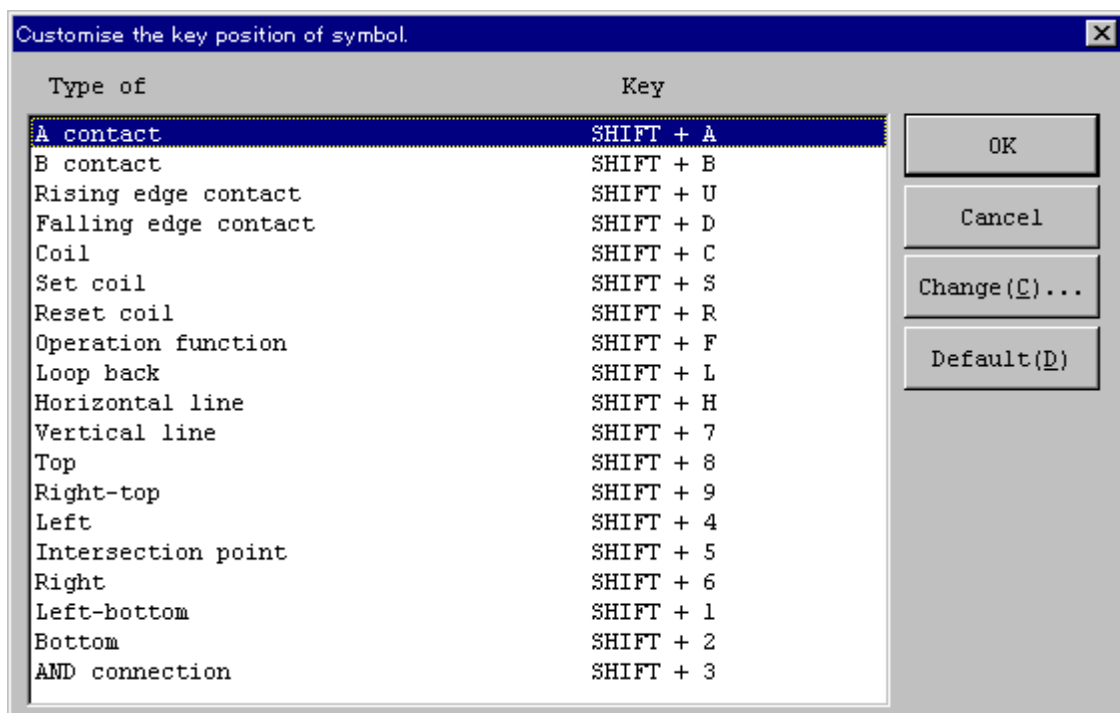 Customise the key position of symbol.
Type of Key
A contact SHIFT + A
B contact SHIFT + B
Rising edge contact SHIFT + U
Falling edge contact SHIFT + D
Coil SHIFT + C
Set coil SHIFT + S
Reset coil SHIFT + R
Operation function SHIFT + F
Loop back SHIFT + L
Horizontal line SHIFT + H
Vertical line SHIFT + 7
Top SHIFT + 8
Right-top SHIFT + 9
Left SHIFT + 4
Intersection point SHIFT + 5
Right SHIFT + 6
Left-bottom SHIFT + 1
Bottom SHIFT + 2
AND connection SHIFT + 3
OK
Cancel
Change(C)...
Default(D)